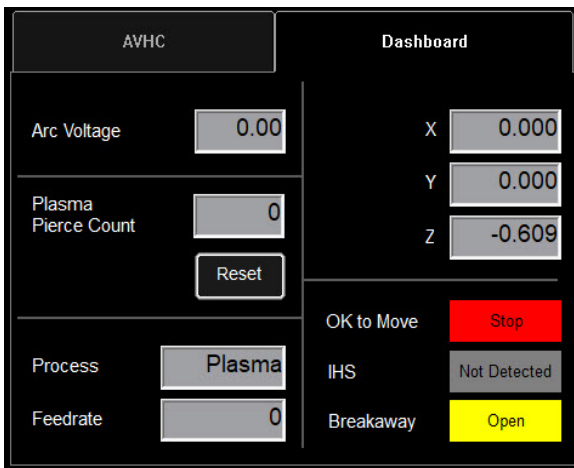 AVHC
Dashboard
Arc Voltage 0.00
Plasma
Pierce Count 0
Reset
Process Plasma
Feedrate 0
X 0.000
Y 0.000
Z -0.609
OK to Move Stop
IHS Not Detected
Breakaway Open